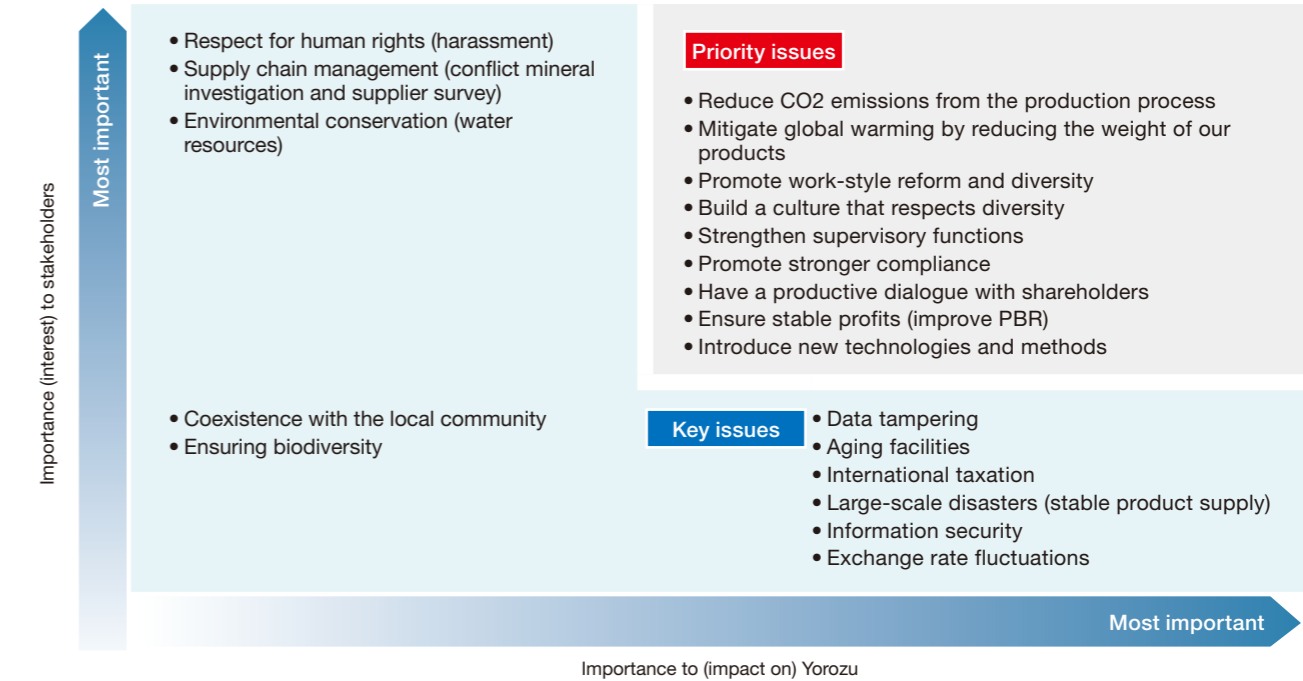 Importance (interest) to stakeholders
Most important
• Respect for human rights (harassment)
• Supply chain management (conflict mineral
investigation and supplier survey)
• Environmental conservation (water
resources)
Priority issues
• Reduce CO2 emissions from the production process
• Mitigate global warming by reducing the weight of our
products
• Promote work-style reform and diversity
• Build a culture that respects diversity
• Strengthen supervisory functions
• Promote stronger compliance
• Have a productive dialogue with shareholders
• Ensure stable profits (improve PBR)
• Introduce new technologies and methods
• Coexistence with the local community
• Ensuring biodiversity
Key issues
• Data tampering
• Aging facilities
• International taxation
• Large-scale disasters (stable product supply)
• Information security
• Exchange rate fluctuations
Most important
Importance to (impact on) Yorozu